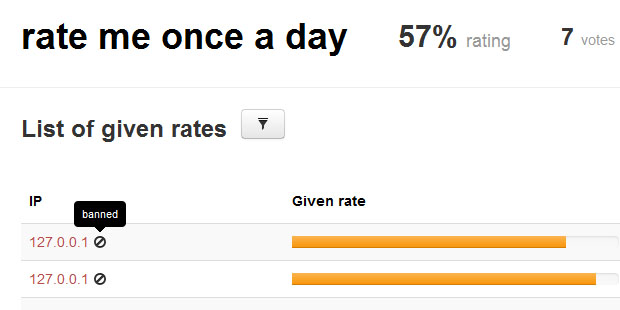 rate me once a day 57% rating 7 votes
List of given rates
IP Given rate
banned
127.0.0.1
127.0.0.1